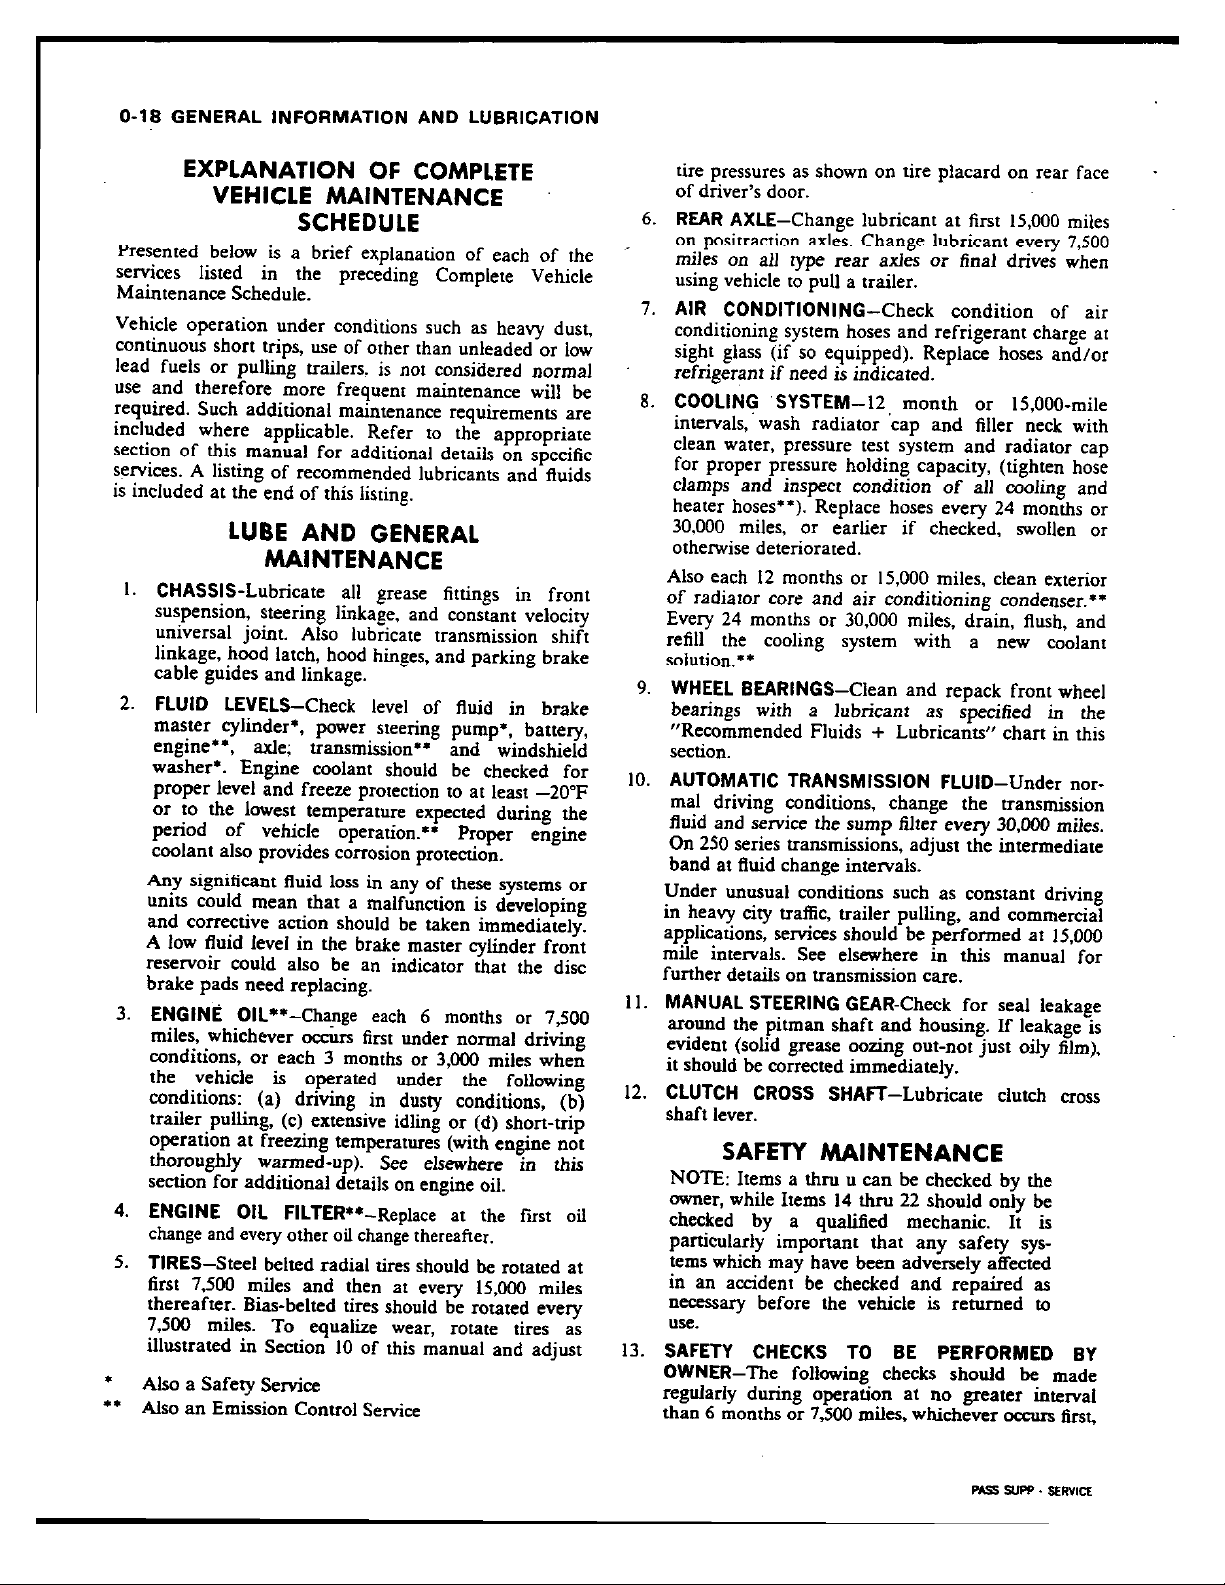 0-18 GENERAL INFORMATION AND LUBRICATION
EXPLANATION OF COMPLETE
VEHICLE MAINTENANCE
SCHEDULE
Presented below is a brief explanation of each of the
services listed in the preceding Complete Vehicle
Maintenance Schedule.
Vehicle operation under conditions such as heavy dust,
continuous short trips, use of other than unleaded or low
lead fuels or pulling trailers, is not considered normal
use and therefore more frequent maintenance will be
required. Such additional maintenance requirements are
included where applicable. Refer to the appropriate
section of this manual for additional details on specific
services. A listing of recommended lubricants and fluids
is included at the end of this listing.
LUBE AND GENERAL
MAINTENANCE
1. CHASSIS-Lubricate all grease fittings in front
suspension, steering linkage, and constant velocity
universal joint. Also lubricate transmission shift
linkage, hood latch, hood hinges, and parking brake
cable guides and linkage.
2. FLUID LEVELS—Check level of fluid in brake
master cylinder*, power steering pump*, battery,
engine**, axle; transmission** and windshield
washer*. Engine coolant should be checked for
proper level and freeze protection to at least —20°F
or to the lowest temperature expected during the
period of vehicle operation.** Proper engine
coolant also provides corrosion protection.
Any significant fluid loss in any of these systems or
units could mean that a malfunction is developing
and corrective action should be taken immediately.
A low fluid level in the brake master cylinder front
reservoir could also be an indicator that the disc
brake pads need replacing.
3. ENGINE OIL**—Change each 6 months or 7,500
miles, whichever occurs first under normal driving
conditions, or each 3 months or 3,000 miles when
the vehicle is operated under the following
conditions: (a) driving in dusty conditions, (b)
trailer pulling, (c) extensive idling or (d) short-trip
operation at freezing temperatures (with engine not
thoroughly warmed-up). See elsewhere in this
section for additional details on engine oil.
4. ENGINE OIL FILTER**—Replace at the first oil
change and every other oil change thereafter.
5. TIRES—Steel belted radial tires should be rotated at
first 7,500 miles and then at every 15,000 miles
thereafter. Bias-belted tires should be rotated every
7,500 miles. To equalize wear, rotate tires as
illustrated in Section 10 of this manual and adjust
* Also a Safety Service
** Also an Emission Control Service
tire pressures as shown on tire placard on rear face
of driver's door.
6. REAR AXLE—Change lubricant at first 15,000 miles
on positraction axles. Change lubricant every 7,500
miles on all type rear axles or final drives when
using vehicle to pull a trailer.
7. AIR CONDITIONING—Check condition of air
conditioning system hoses and refrigerant charge at
sight glass (if so equipped). Replace hoses and/or
refrigerant if need is indicated.
8. COOLING SYSTEM—12 month or 15,000-mile
intervals, wash radiator cap and filler neck with
clean water, pressure test system and radiator cap
for proper pressure holding capacity, (tighten hose
clamps and inspect condition of all cooling and
heater hoses**). Replace hoses every 24 months or
30,000 miles, or earlier if checked, swollen or
otherwise deteriorated.
Also each 12 months or 15,000 miles, clean exterior
of radiator core and air conditioning condenser.**
Every 24 months or 30,000 miles, drain, flush, and
refill the cooling system with a new coolant
solution.**
9. WHEEL BEARINGS—Clean and repack front wheel
bearings with a lubricant as specified in the
"Recommended Fluids + Lubricants" chart in this
section.
10. AUTOMATIC TRANSMISSION FLUID—Under nor-
mal driving conditions, change the transmission
fluid and service the sump filter every 30,000 miles.
On 250 series transmissions, adjust the intermediate
band at fluid change intervals.
Under unusual conditions such as constant driving
in heavy city traffic, trailer pulling, and commercial
applications, services should be performed at 15,000
mile intervals. See elsewhere in this manual for
further details on transmission care.
11. MANUAL STEERING GEAR-Check for seal leakage
around the pitman shaft and housing. If leakage is
evident (solid grease oozing out-not just oily film),
it should be corrected immediately.
12. CLUTCH CROSS SHAFT—Lubricate clutch cross
shaft lever.
SAFETY MAINTENANCE
NOTE: Items a thru u can be checked by the
owner, while Items 14 thru 22 should only be
checked by a qualified mechanic. It is
particularly important that any safety sys-
tems which may have been adversely affected
in an accident be checked and repaired as
necessary before the vehicle is returned to
use.
13. SAFETY CHECKS TO BE PERFORMED BY
OWNER—The following checks should be made
regularly during operation at no greater interval
than 6 months or 7,500 miles, whichever occurs first,
PASS SUPP - SERVICE